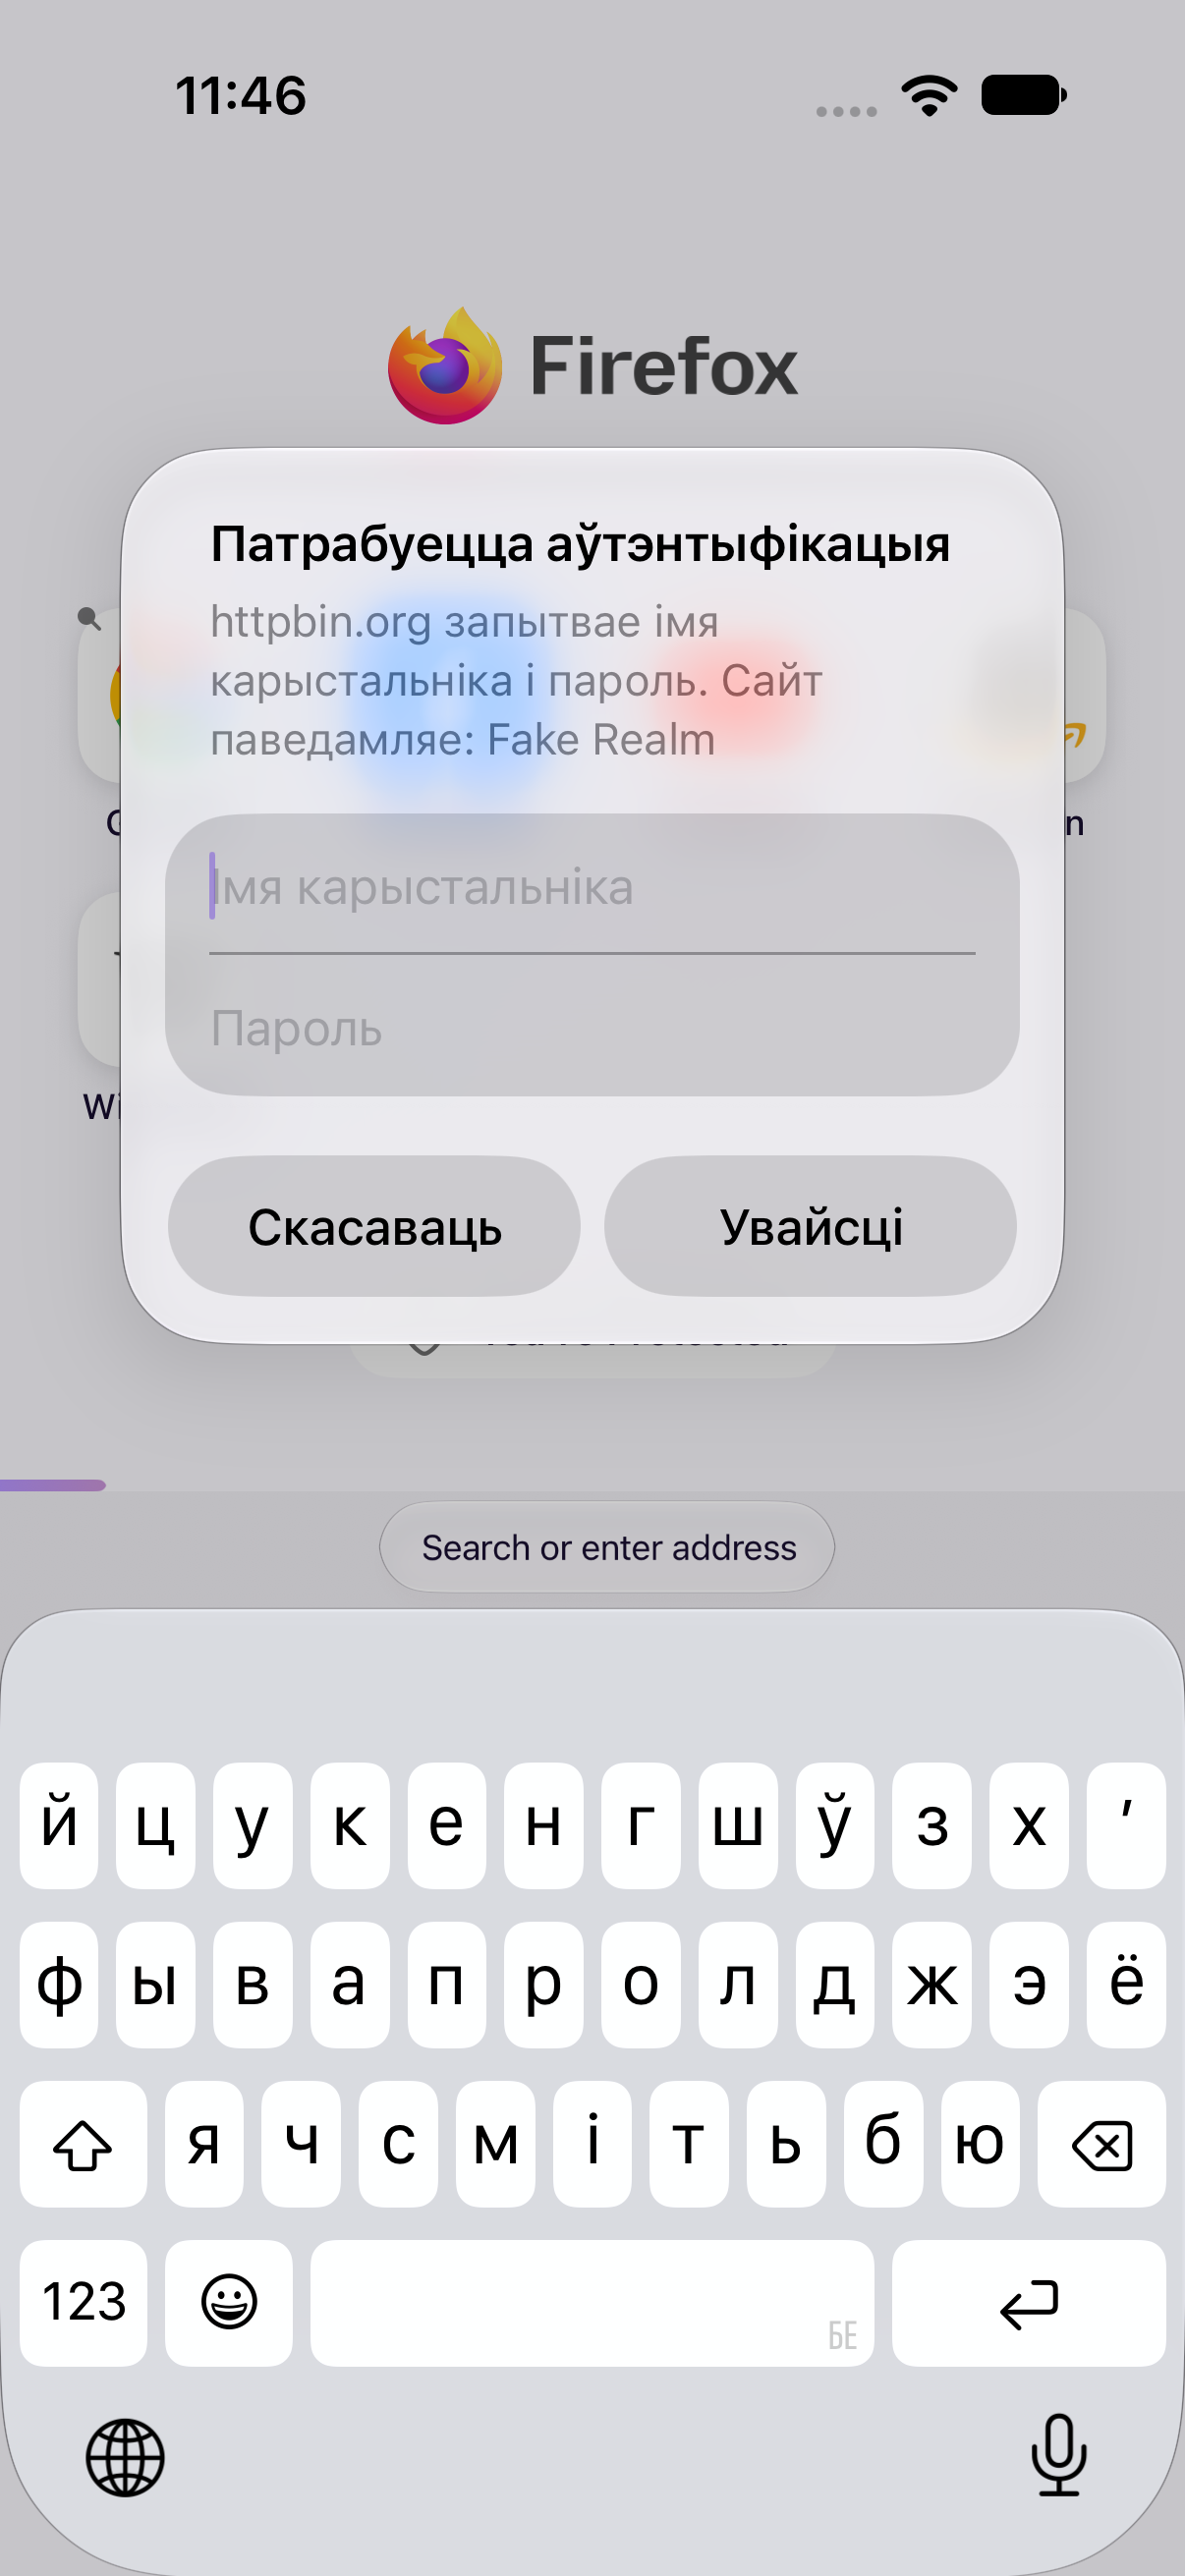 11:46
Firefox
Патрабуецца аўтэнтыфікацыя
httpbin.org запытвае імя
карыстальніка і пароль. Сайт
паведамляе: Fake Realm
Імя карыстальніка
Пароль
Скасаваць Увайсці
Search or enter address
й ц у к е н г ш ў з х ʼ
ф ы в а п р о л д ж э ё
я ч с м і т ь б ю
123
БЕ